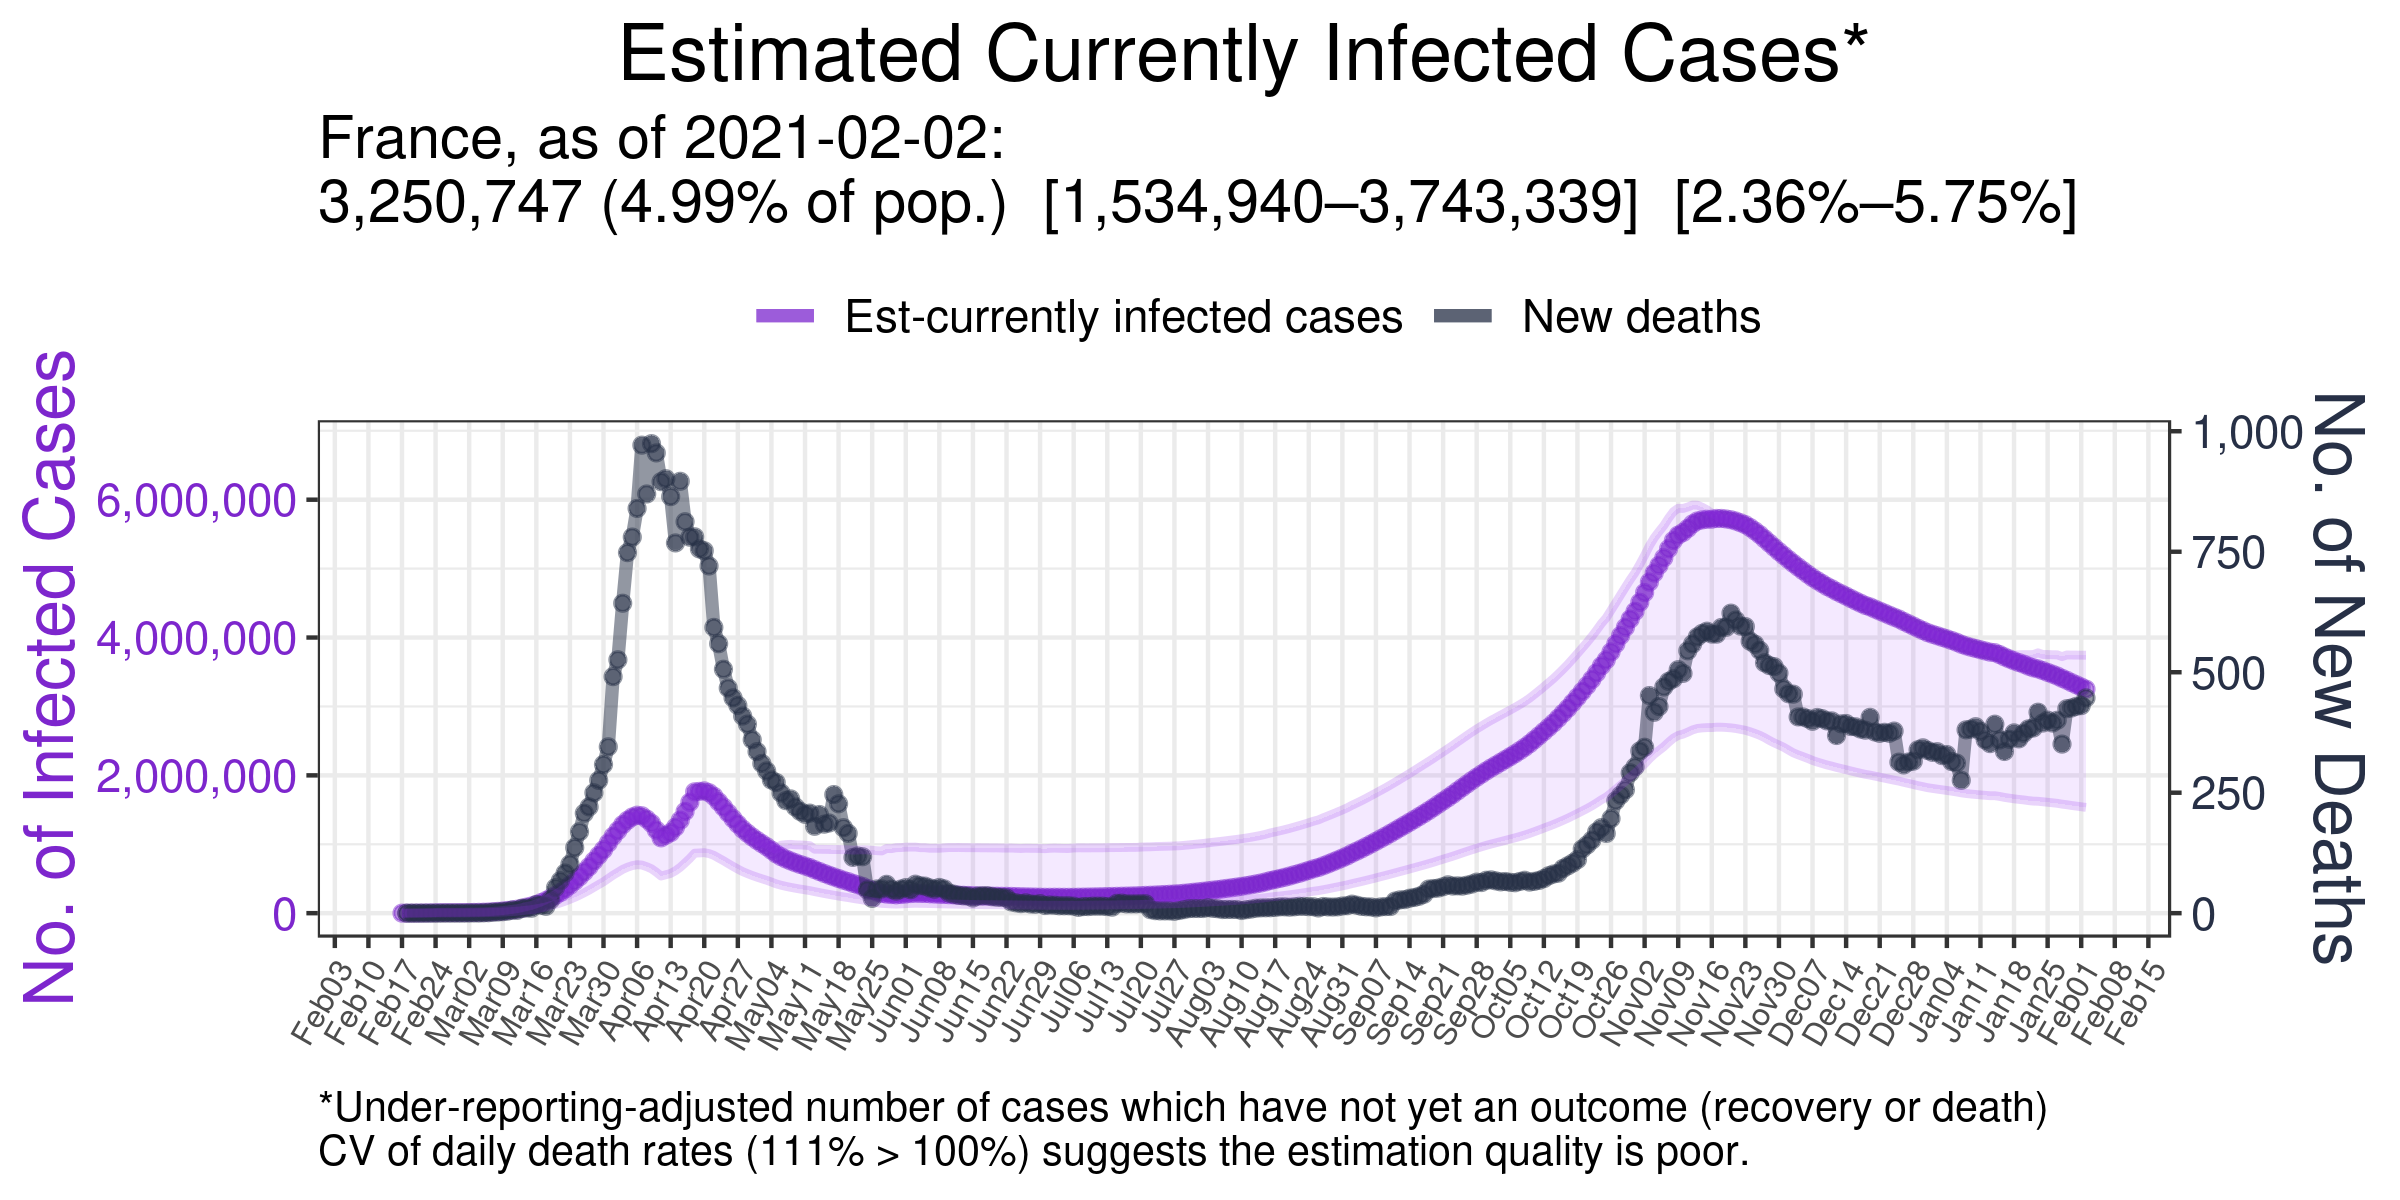 Estimated Currently Infected Cases*
France, as of 2021-02-02:
3,250,747 (4.99% of pop.) [1,534,940–3,743,339] [2.36%–5.75%]
Est-currently infected cases
New deaths
No. of Infected Cases
6,000,000
4,000,000
2,000,000
0
1,000
750
500
250
0
No. of New Deaths
Feb03
Feb10
Feb17
Feb24
Mar02
Mar09
Mar16
Mar23
Mar30
Apr06
Apr13
Apr20
Apr27
May04
May11
May18
May25
Jun01
Jun08
Jun15
Jun22
Jun29
Jul06
Jul13
Jul20
Jul27
Aug03
Aug10
Aug17
Aug24
Aug31
Sep07
Sep14
Sep21
Sep28
Oct05
Oct12
Oct19
Oct26
Nov02
Nov09
Nov16
Nov23
Nov30
Dec07
Dec14
Dec21
Dec28
Jan04
Jan11
Jan18
Jan25
Feb01
Feb08
Feb15
*Under-reporting-adjusted number of cases which have not yet an outcome (recovery or death)
CV of daily death rates (111% > 100%) suggests the estimation quality is poor.